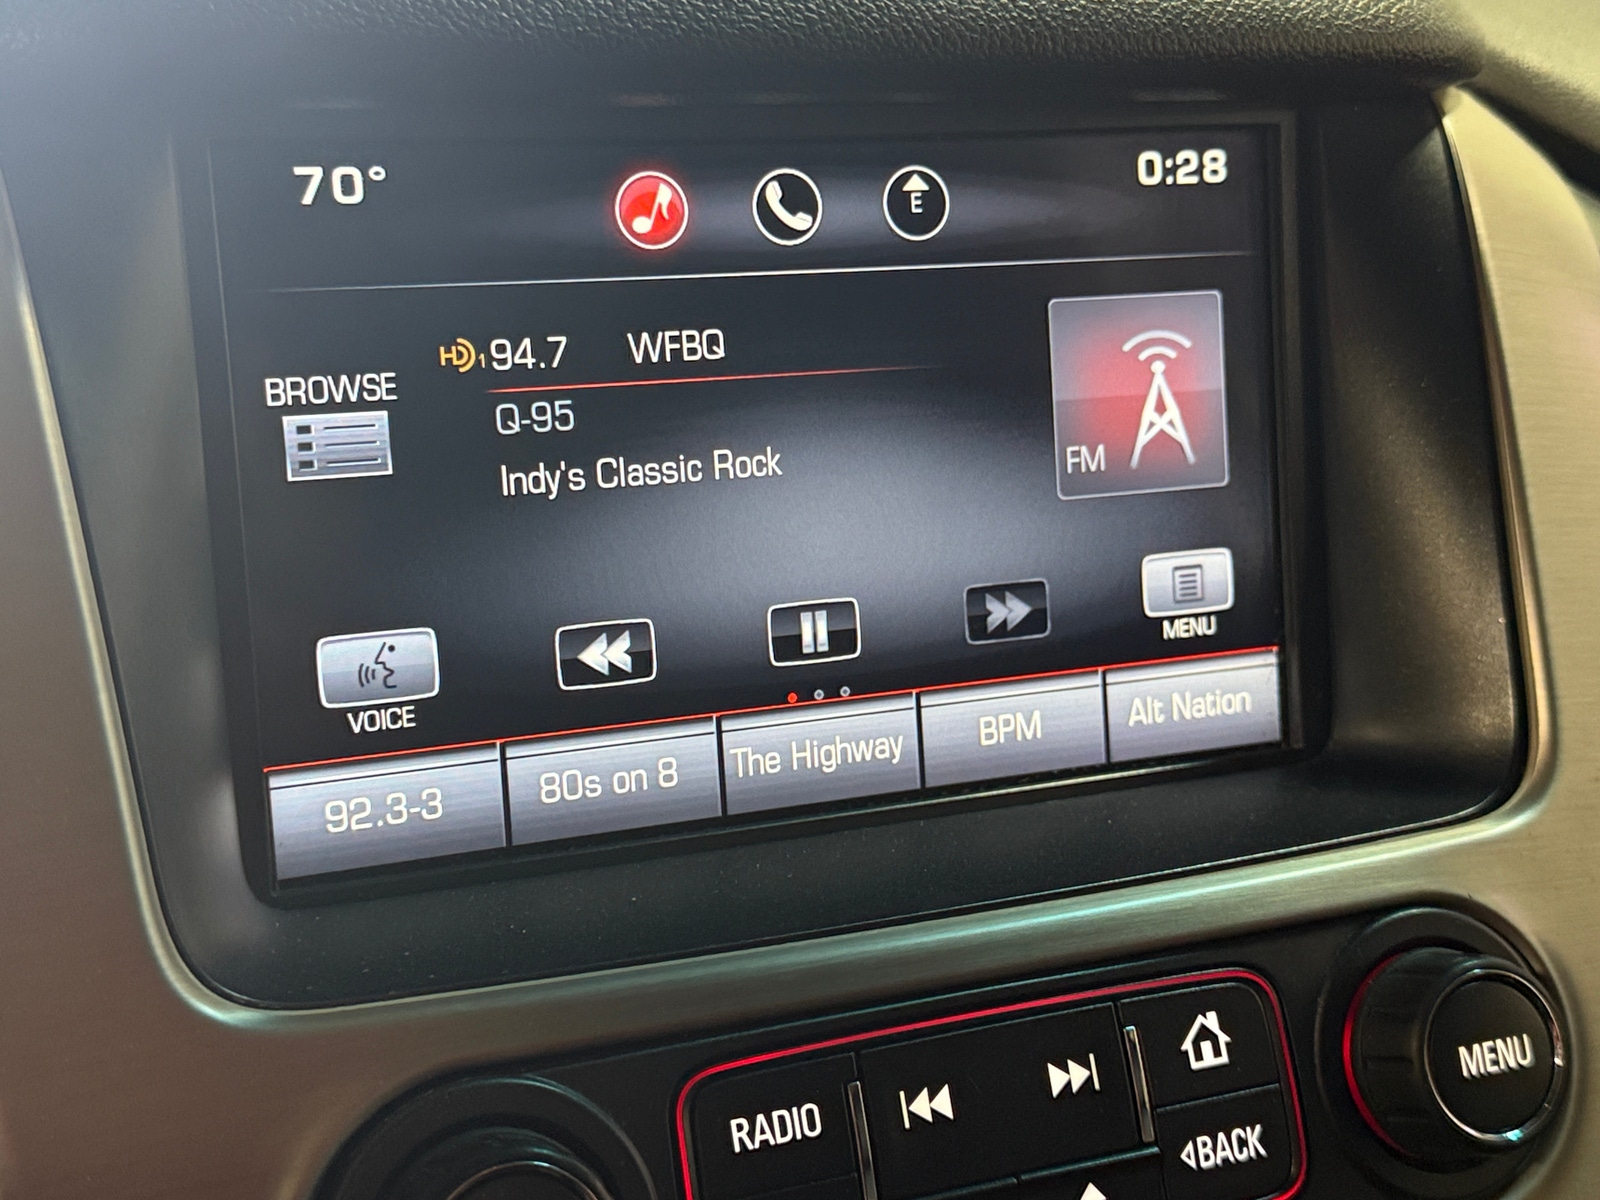 70°
E
0:28
HD1 94.7 WFBQ
BROWSE
Q-95
Indy's Classic Rock
FM
VOICE
MENU
92.3-3
80s on 8
The Highway
BPM
Alt Nation
RADIO
BACK
MENU